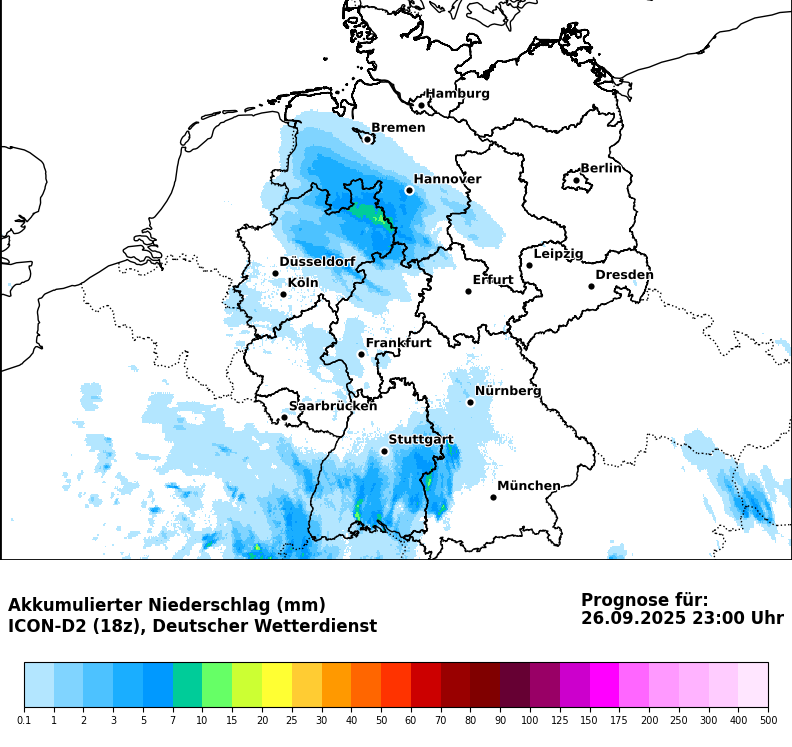 Hamburg
Bremen
Berlin
Hannover
Leipzig
Düsseldorf
Dresden
Köln
Erfurt
Frankfurt
Nürnberg
Saarbrücken
Stuttgart
München
Akkumulierter Niederschlag (mm)
ICON-D2 (18z), Deutscher Wetterdienst
Prognose für:
26.09.2025 23:00 Uhr
0.1 1 2 3 5 7 10 15 20 25 30 40 50 60 70 80 90 100 125 150 175 200 250 300 400 500